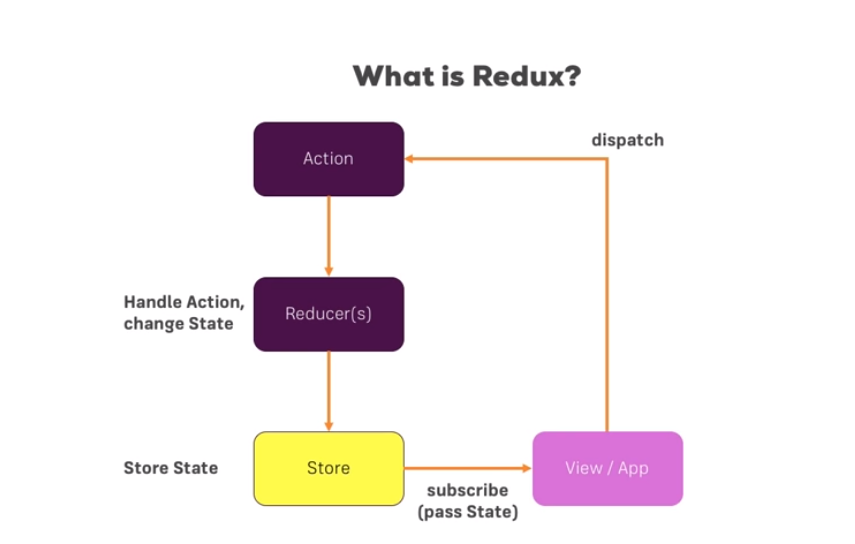 What is Redux?
dispatch
Action
Handle Action,
change State
Reducer(s)
Store State
Store
subscribe
(pass State)
View / App